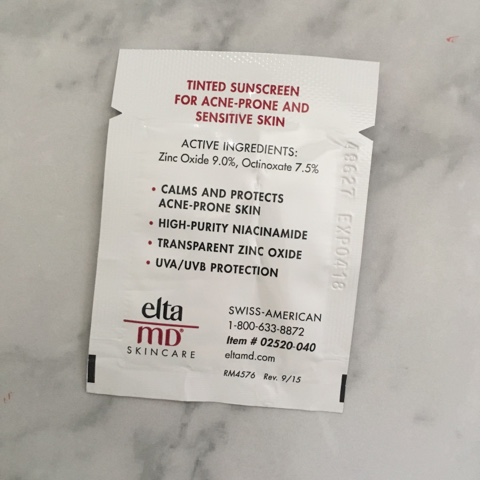 TINTED SUNSCREEN
FOR ACNE-PRONE AND
SENSITIVE SKIN
ACTIVE INGREDIENTS:
Zinc Oxide 9.0%, Octinoxate 7.5%
• CALMS AND PROTECTS
ACNE-PRONE SKIN
• HIGH-PURITY NIACINAMIDE
• TRANSPARENT ZINC OXIDE
• UVA/UVB PROTECTION
elta
MD®
SKINCARE
SWISS-AMERICAN
1-800-633-8872
Item # 02520-040
eltamd.com
RM4576 Rev. 9/15
EXP0418